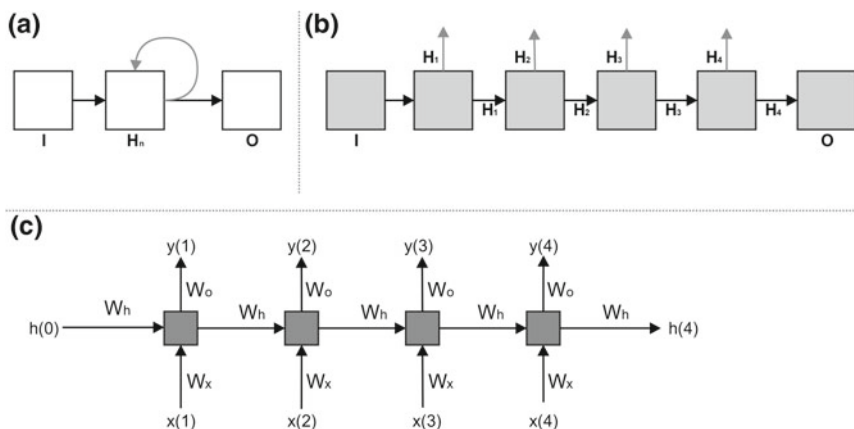 (a)
I Hn O
(b)
H1 H2 H3 H4
H1 H2 H3 H4
I O
(c)
y(1) y(2) y(3) y(4)
Wo Wo Wo Wo
Wh Wh Wh Wh Wh
h(0) h(4)
Wx Wx Wx Wx
x(1) x(2) x(3) x(4)